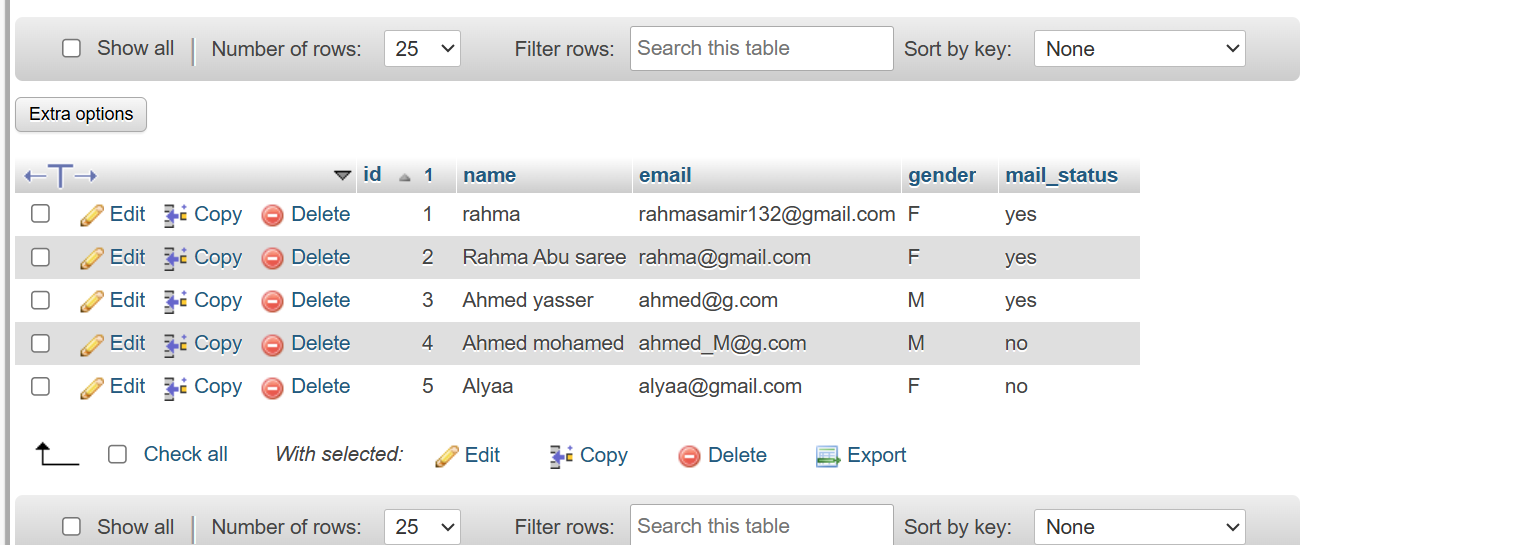 Show all Number of rows: 25 Filter rows: Search this table Sort by key: None
Extra options
id 1 name email gender mail_status
Edit Copy Delete 1 rahma rahmasamir132@gmail.com F yes
Edit Copy Delete 2 Rahma Abu saree rahma@gmail.com F yes
Edit Copy Delete 3 Ahmed yasser ahmed@g.com M yes
Edit Copy Delete 4 Ahmed mohamed ahmed_M@g.com M no
Edit Copy Delete 5 Alyaa alyaa@gmail.com F no
Check all With selected: Edit Copy Delete Export
Show all Number of rows: 25 Filter rows: Search this table Sort by key: None